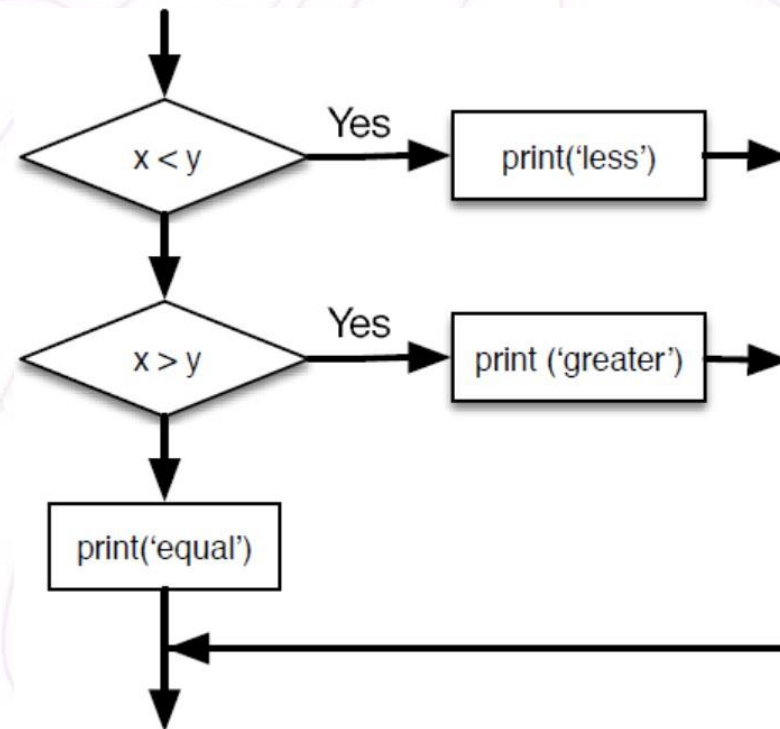 Yes
x < y
print(‘less’)
Yes
x > y
print (‘greater’)
print(‘equal’)